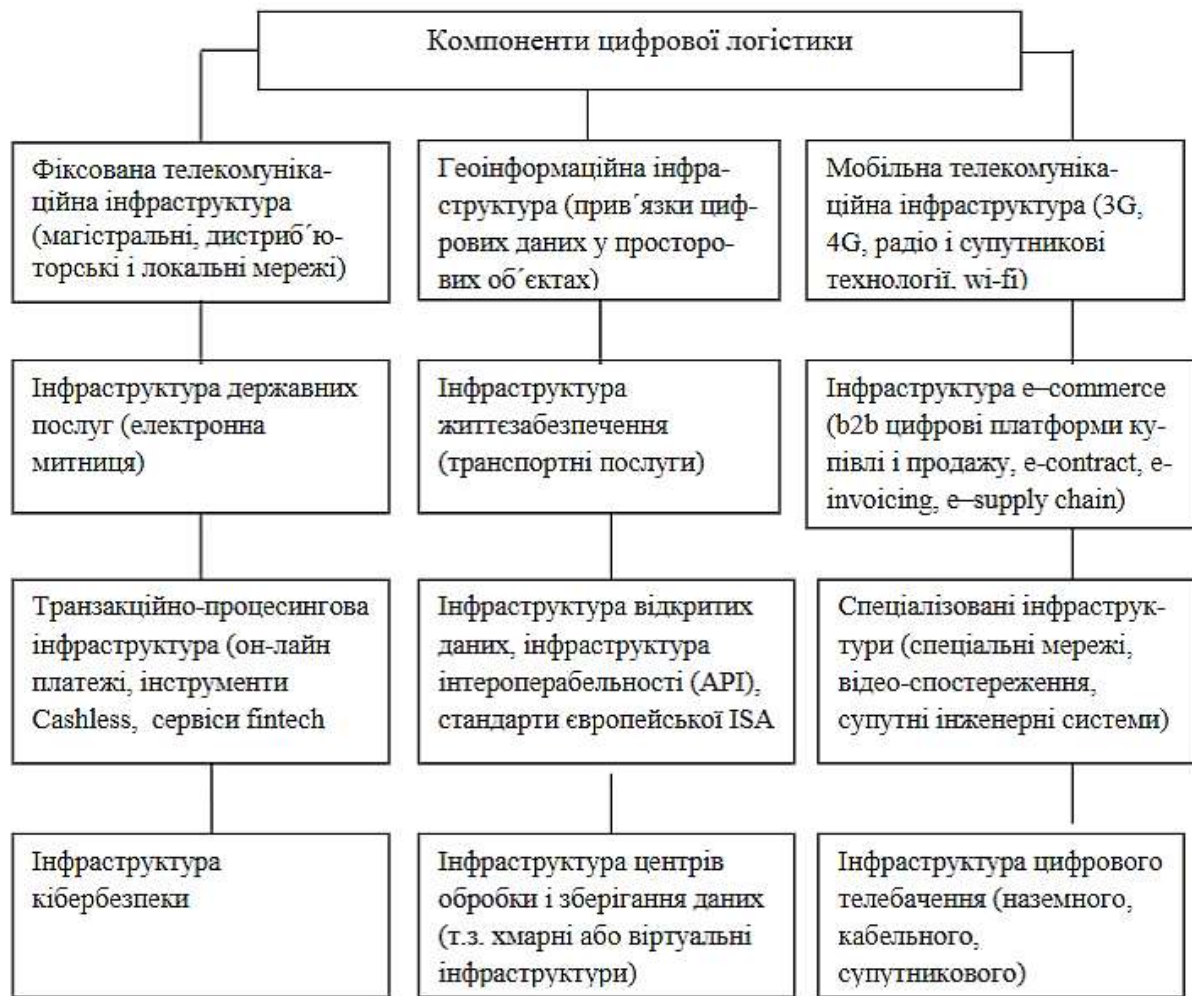 Компоненти цифрової логістики
Фіксована телекомуніка-
ційна інфраструктура
(магістральні, дистриб´ю-
торські і локальні мережі)
Геоінформаційна інфра-
структура (прив´язки циф-
рових даних у просторо-
вих об´єктах)
Мобільна телекомуніка-
ційна інфраструктура (3G,
4G, радіо і супутникові
технології, wi-fi)
Інфраструктура державних
послуг (електронна
митниця)
Інфраструктура
життєзабезпечення
(транспортні послуги)
Інфраструктура e–commerce
(b2b цифрові платформи ку-
півлі і продажу, e-contract, e-
invoicing, e–supply chain)
Транзакційно-процесингова
інфраструктура (он-лайн
платежі, інструменти
Cashless, сервіси fintech
Інфраструктура відкритих
даних, інфраструктура
інтероперабельності (API),
стандарти європейської ISA
Спеціалізовані інфраструк-
тури (спеціальні мережі,
відео-спостереження,
супутні інженерні системи)
Інфраструктура
кібербезпеки
Інфраструктура центрів
обробки і зберігання даних
(т.з. хмарні або віртуальні
інфраструктури)
Інфраструктура цифрового
телебачення (наземного,
кабельного,
супутникового)